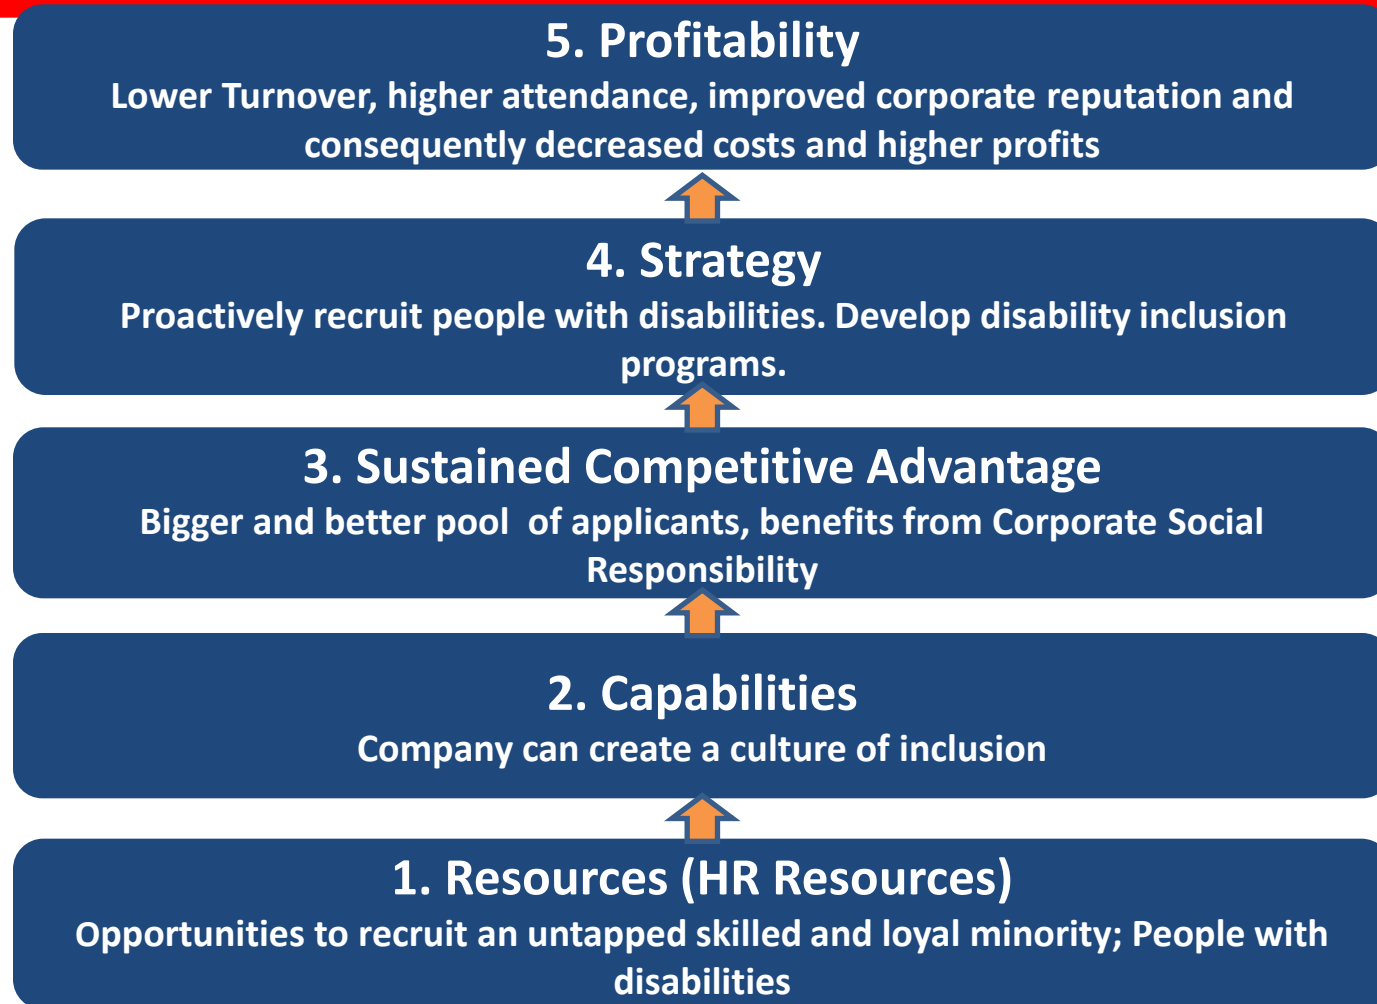 5. Profitability
Lower Turnover, higher attendance, improved corporate reputation and
consequently decreased costs and higher profits
4. Strategy
Proactively recruit people with disabilities. Develop disability inclusion
programs.
3. Sustained Competitive Advantage
Bigger and better pool  of applicants, benefits from Corporate Social
Responsibility
2. Capabilities
Company can create a culture of inclusion
1. Resources (HR Resources)
Opportunities to recruit an untapped skilled and loyal minority; People with
disabilities